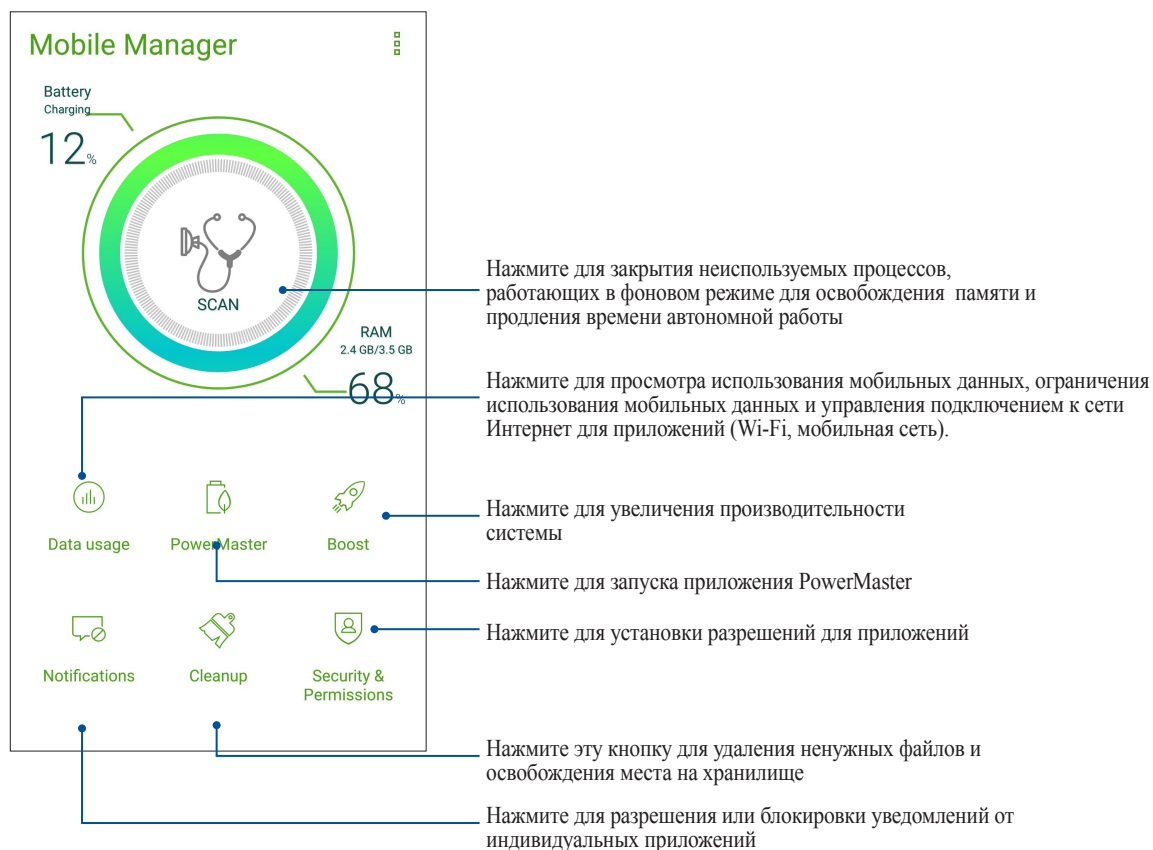 Mobile Manager
Battery
Charging
12%
SCAN
RAM
2.4 GB/3.5 GB
68%
Нажмите для закрытия неиспользуемых процессов,
работающих в фоновом режиме для освобождения памяти и
продления времени автономной работы
Нажмите для просмотра использования мобильных данных, ограничения
использования мобильных данных и управления подключением к сети
Интернет для приложений (Wi-Fi, мобильная сеть).
Data usage
PowerMaster
Boost
Нажмите для увеличения производительности
системы
Нажмите для запуска приложения PowerMaster
Нажмите для установки разрешений для приложений
Notifications
Cleanup
Security &
Permissions
Нажмите эту кнопку для удаления ненужных файлов и
освобождения места на хранилище
Нажмите для разрешения или блокировки уведомлений от
индивидуальных приложений